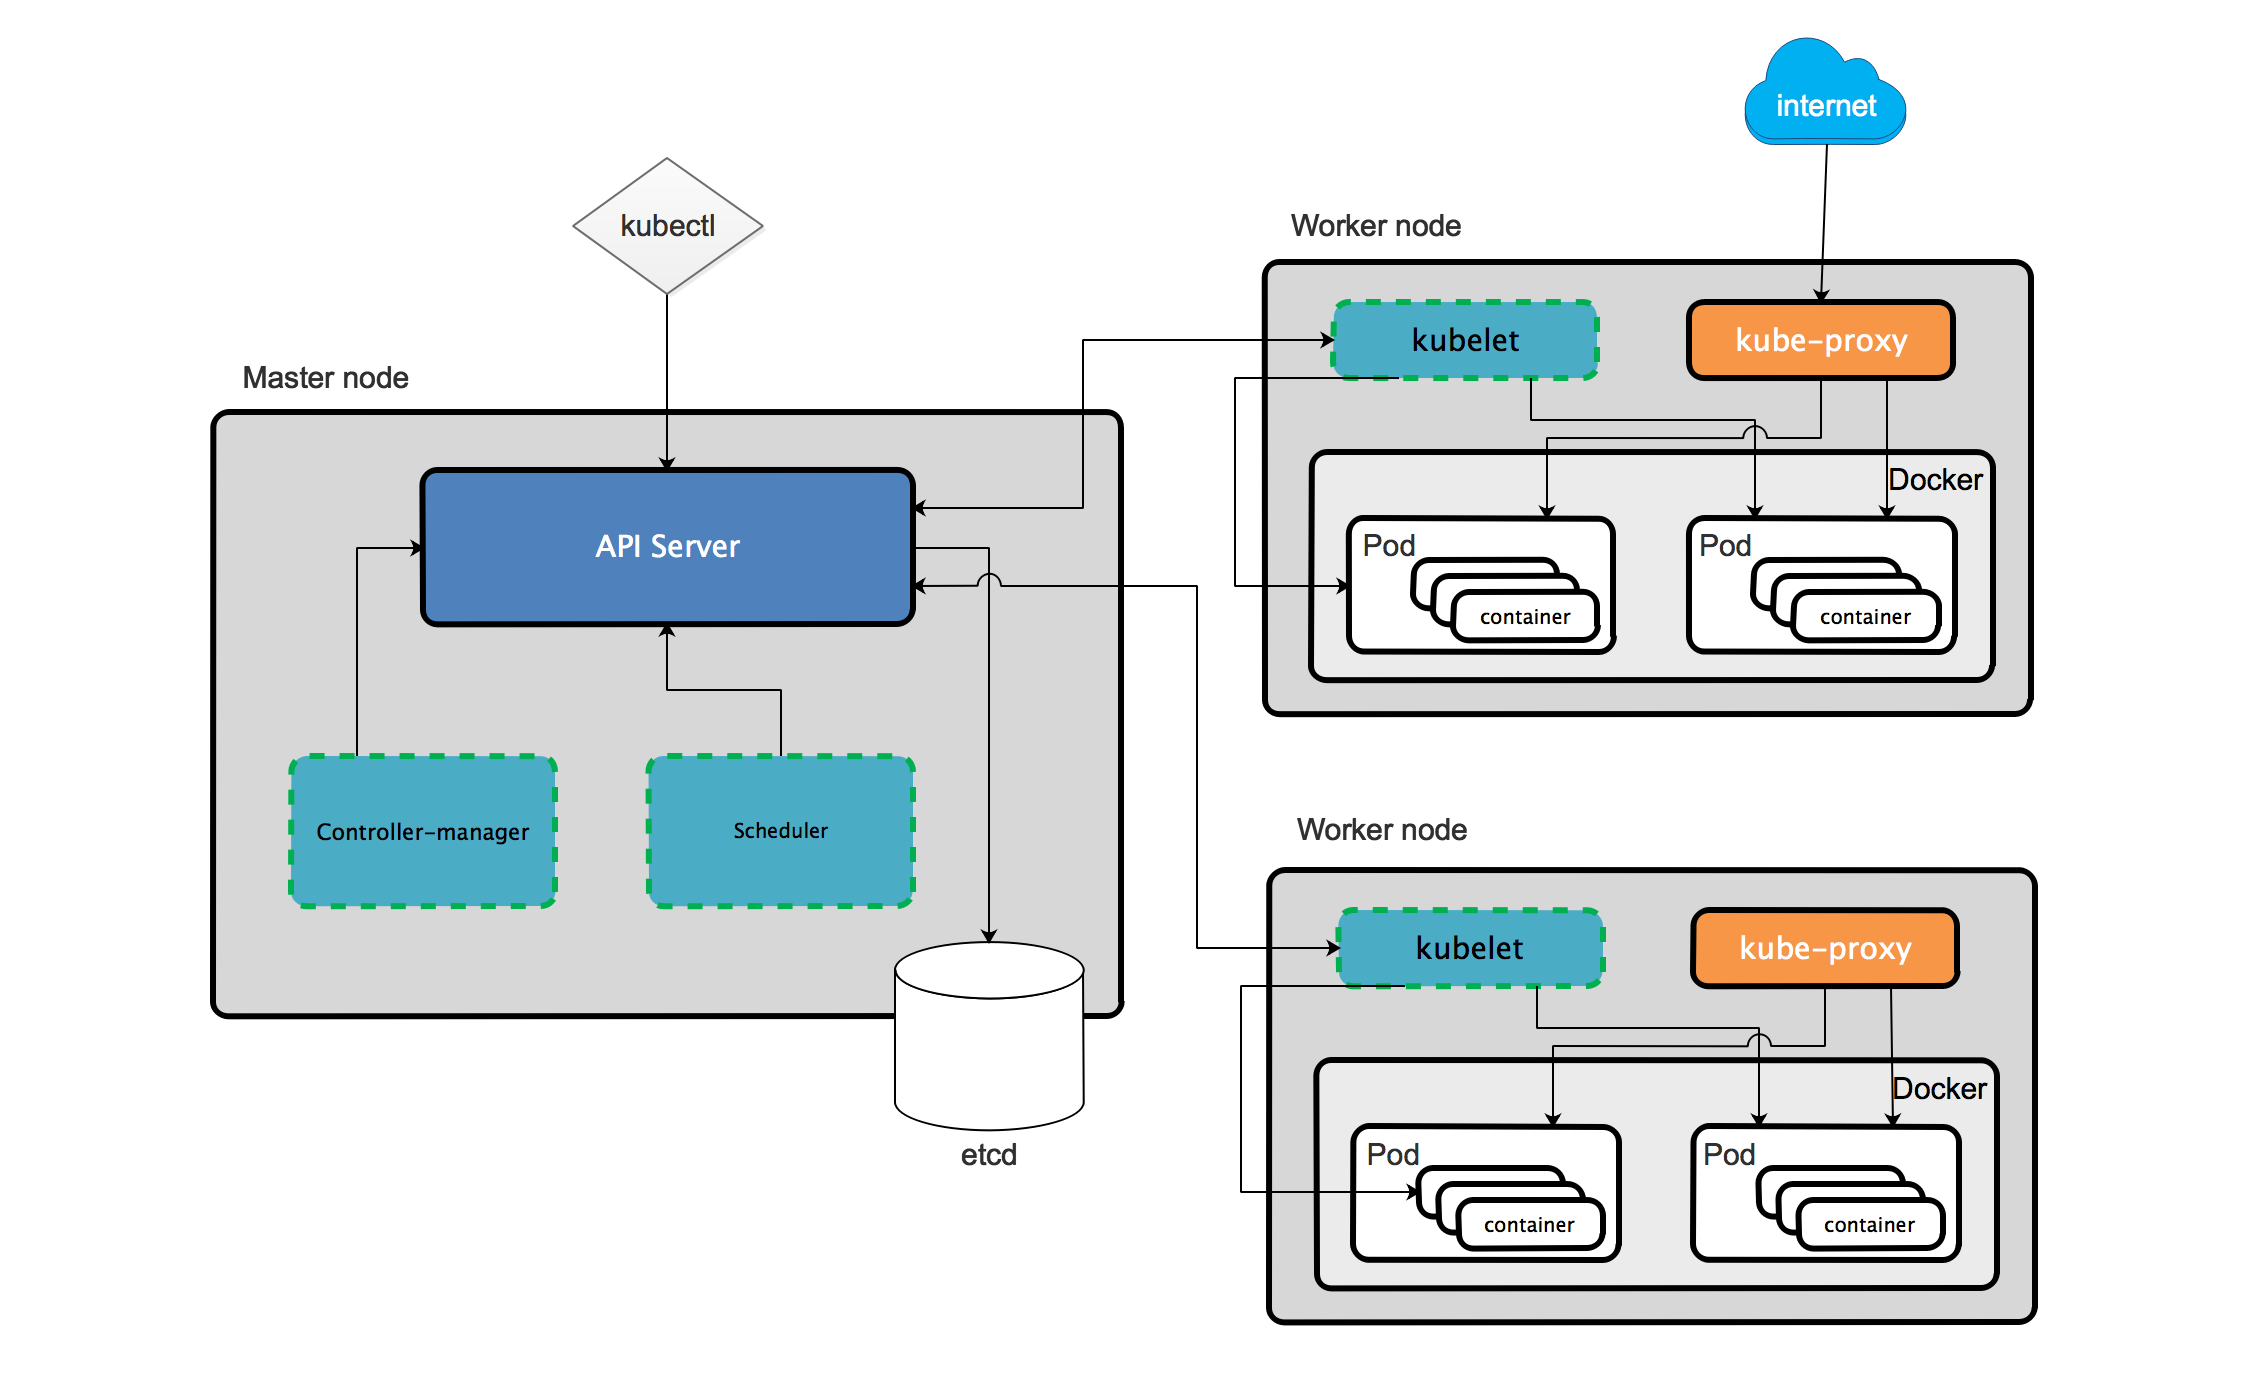 internet
kubectl
Worker node
kubelet
kube-proxy
Master node
Docker
API Server
Pod
Pod
container
container
Controller-manager
Scheduler
Worker node
kubelet
kube-proxy
Docker
etcd
Pod
Pod
container
container